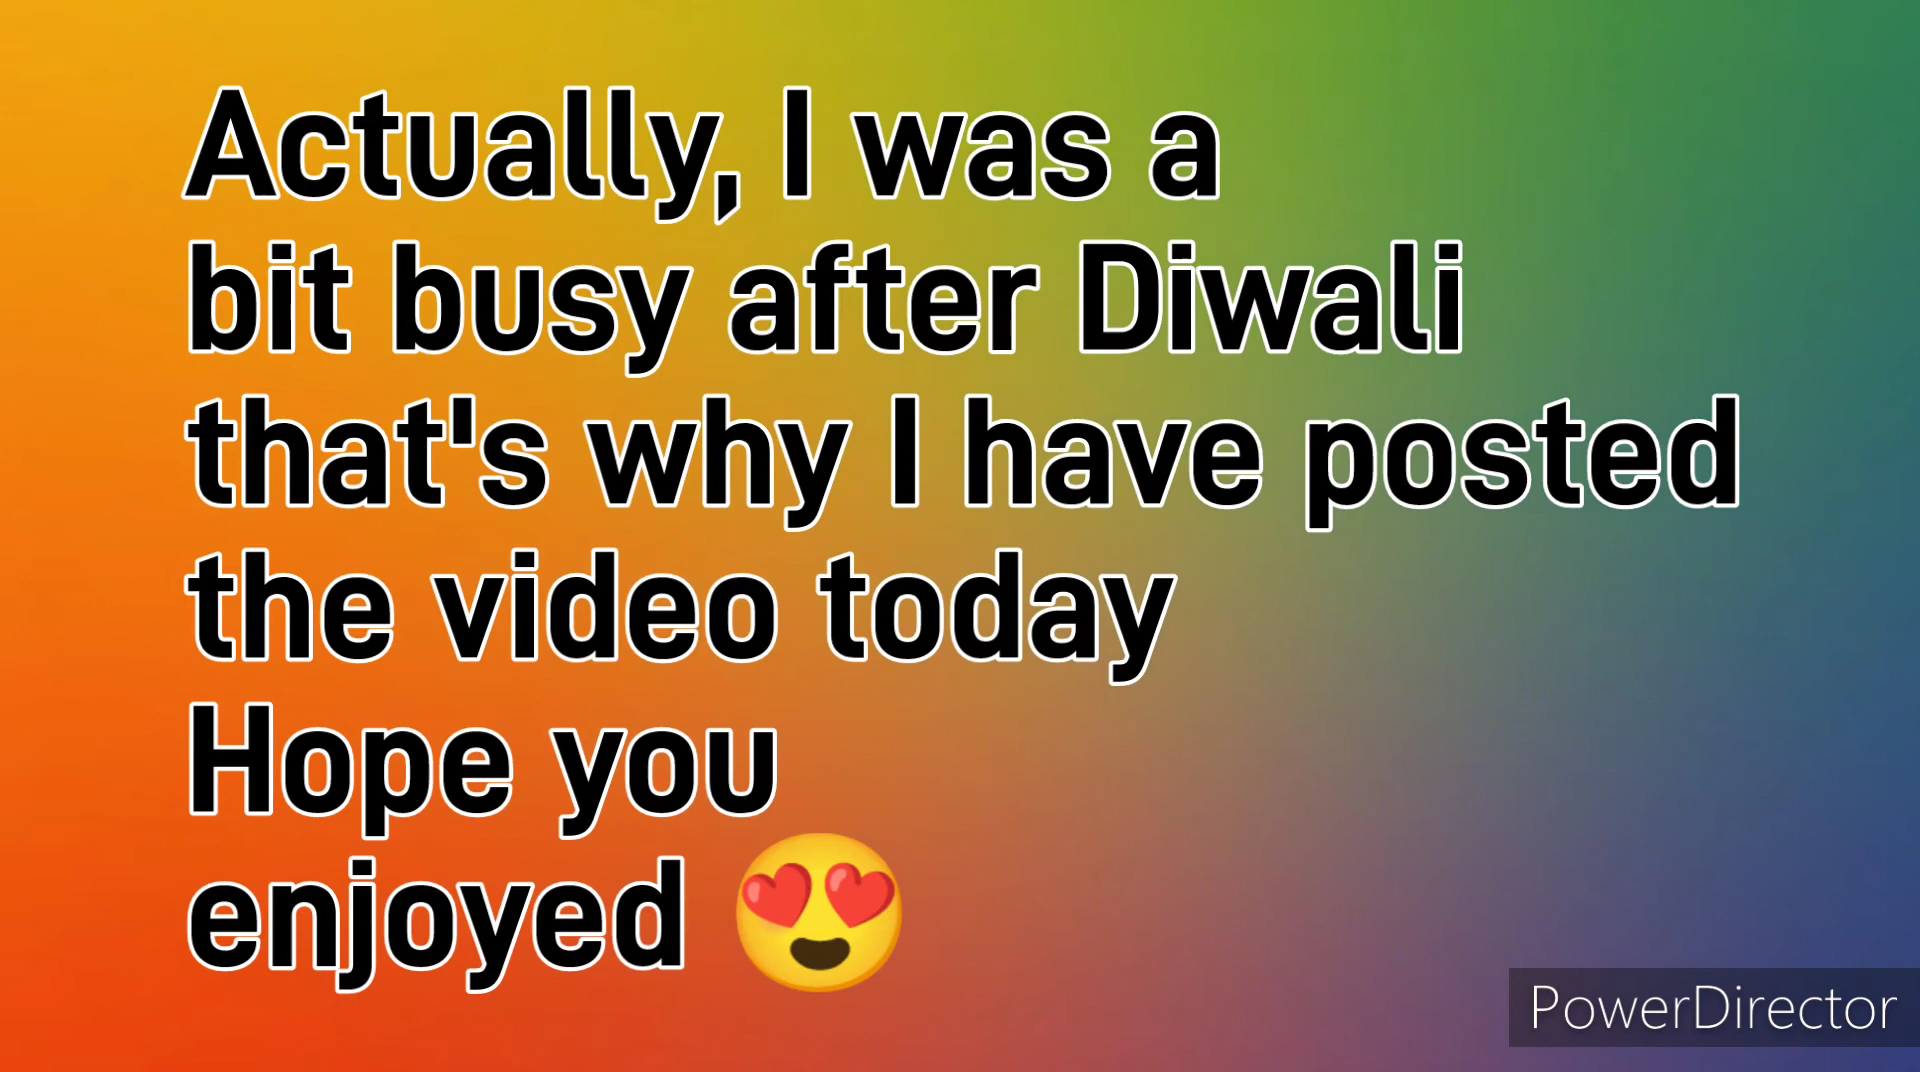 Actually, I was a
bit busy after Diwali
that's why I have posted
the video today
Hope you
enjoyed 😍
PowerDirector